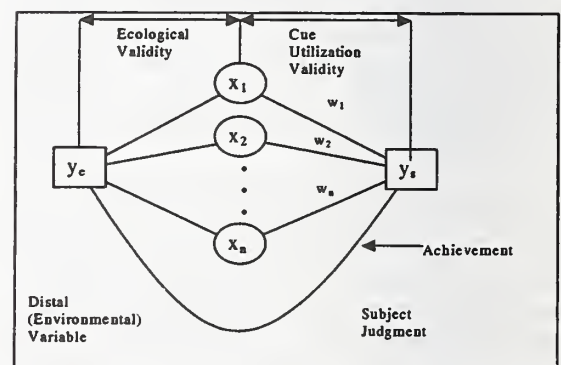 Ecological
Validity
Cue
Utilization
Validity
x₁
w₁
x₂
w₂
yₑ
yₛ
wₙ
xₙ
Achievement
Distal
(Environmental)
Variable
Subject
Judgment